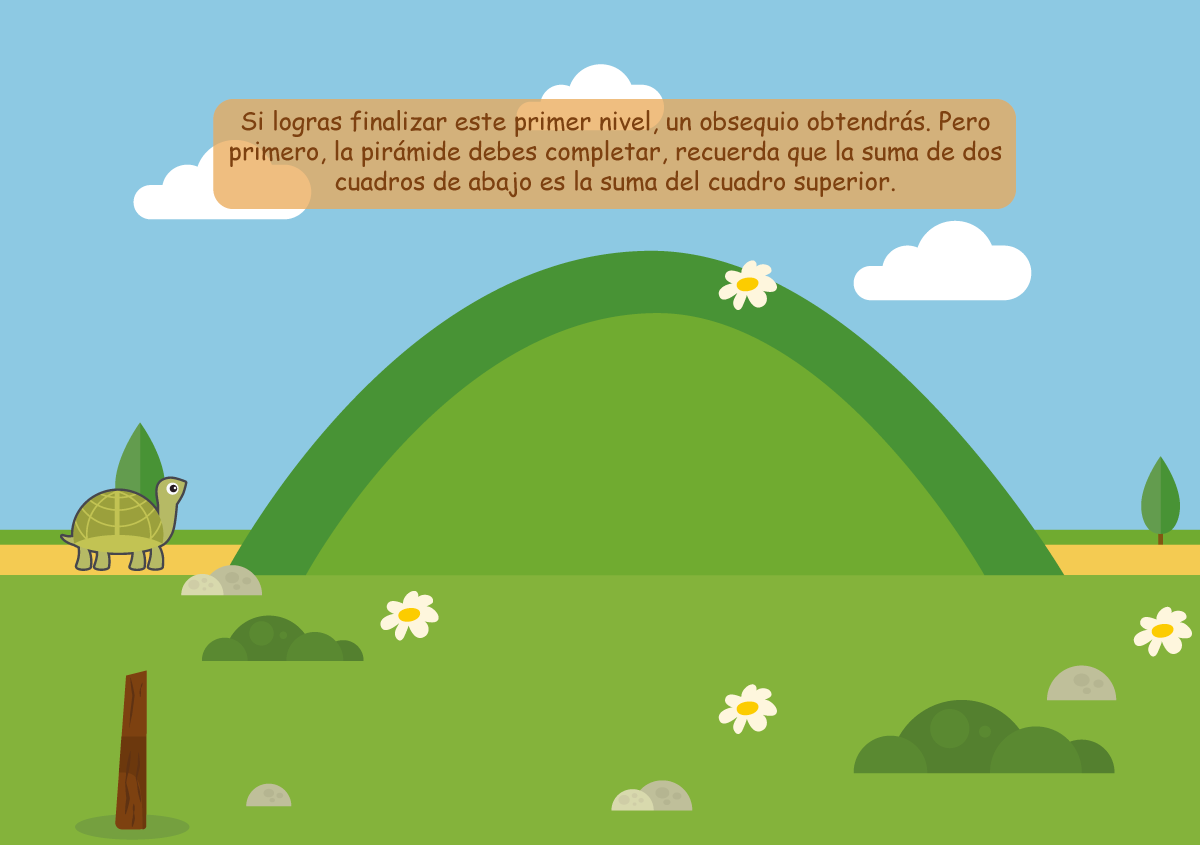 Si logras finalizar este primer nivel, un obsequio obtendrás. Pero
primero, la pirámide debes completar, recuerda que la suma de dos
cuadros de abajo es la suma del cuadro superior.